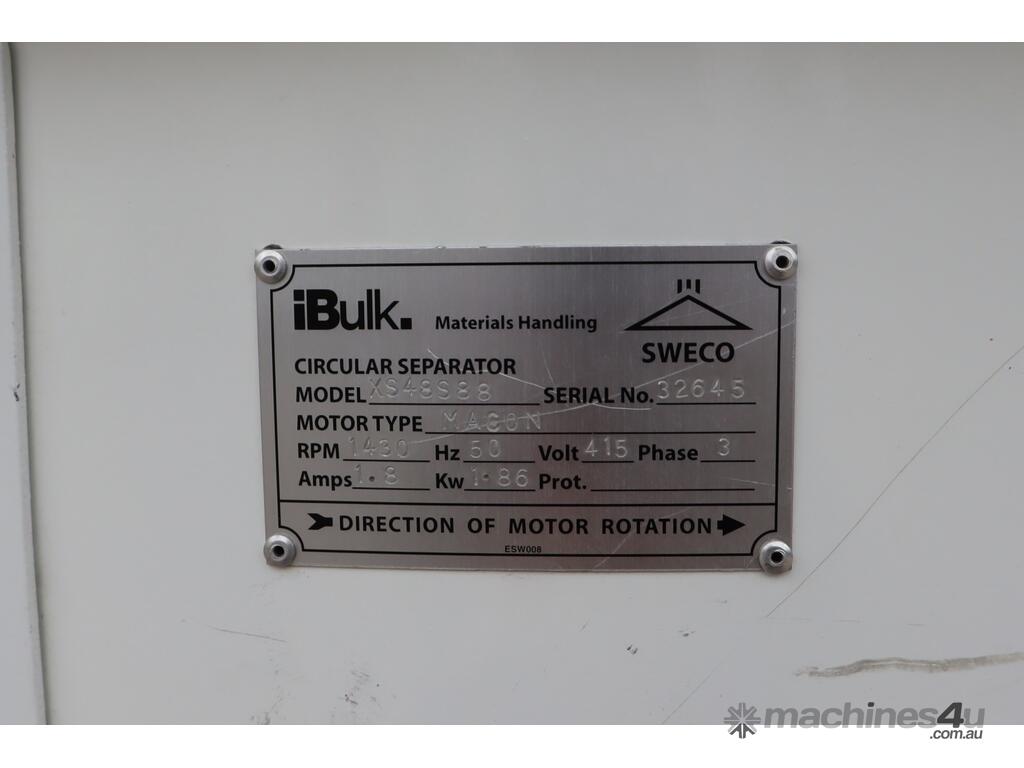 iBulk. Materials Handling
SWECO
CIRCULAR SEPARATOR
MODEL XS48S88 SERIAL No. 32645
MOTOR TYPE MACON
RPM 1430 Hz 50 Volt 415 Phase 3
Amps 1.8 Kw 1.86 Prot.
DIRECTION OF MOTOR ROTATION
ESW008
machines4u
.com.au